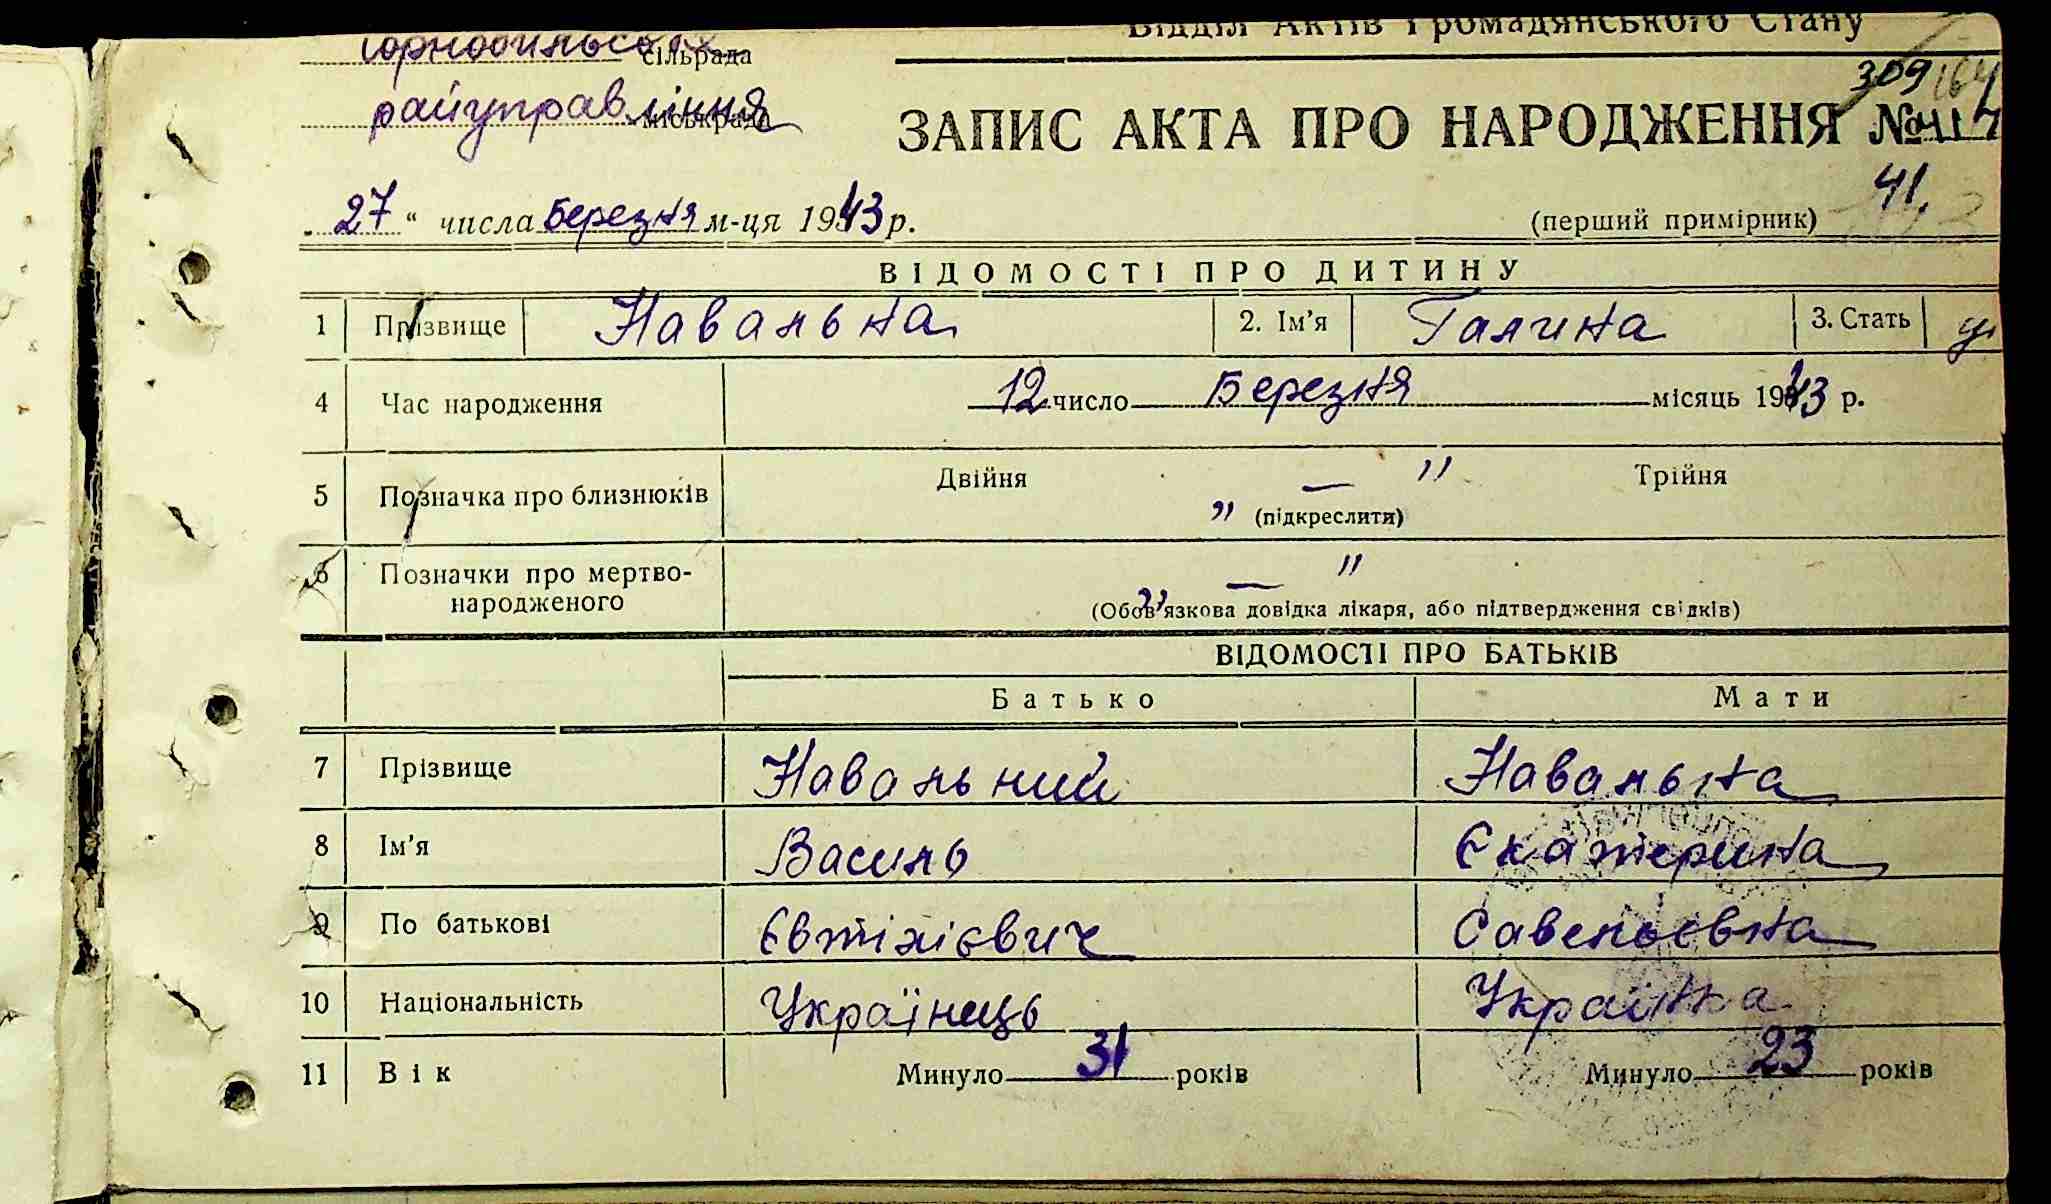 Відділ Актів Громадянського Стану
Чорнобильське сільрада
райуправління міськрада
309 164
ЗАПИС АКТА ПРО НАРОДЖЕННЯ №
41
„27“ числа Березня м-ця 1943 р.
(перший примірник)
ВІДОМОСТІ ПРО ДИТИНУ
1 Прізвище Навальна 2. Ім'я Галина 3. Стать
4 Час народження 12 число Березня місяць 1943 р.
5 Позначка про близнюків Двійня — " Трійня
" (підкреслити)
6 Позначки про мертво-народженого — "
(Обов'язкова довідка лікаря, або підтвердження свідків)
ВІДОМОСТІ ПРО БАТЬКІВ
Батько Мати
7 Прізвище Навальний Навальна
8 Ім'я Василь Єкатерина
9 По батькові Євтіхієвич Савельєвна
10 Національність Українець Українка
11 Вік Минуло 31 років Минуло 23 років